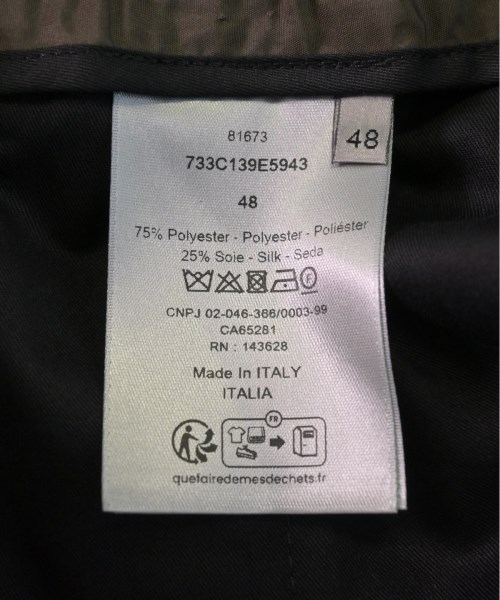 48
81673
733C139E5943
48
75% Polyester - Polyester - Poliéster
25% Soie - Silk - Seda
F
CNPJ 02-046-366/0003-99
CA65281
RN : 143628
Made In ITALY
ITALIA
FR
quefairedemesdechets.fr